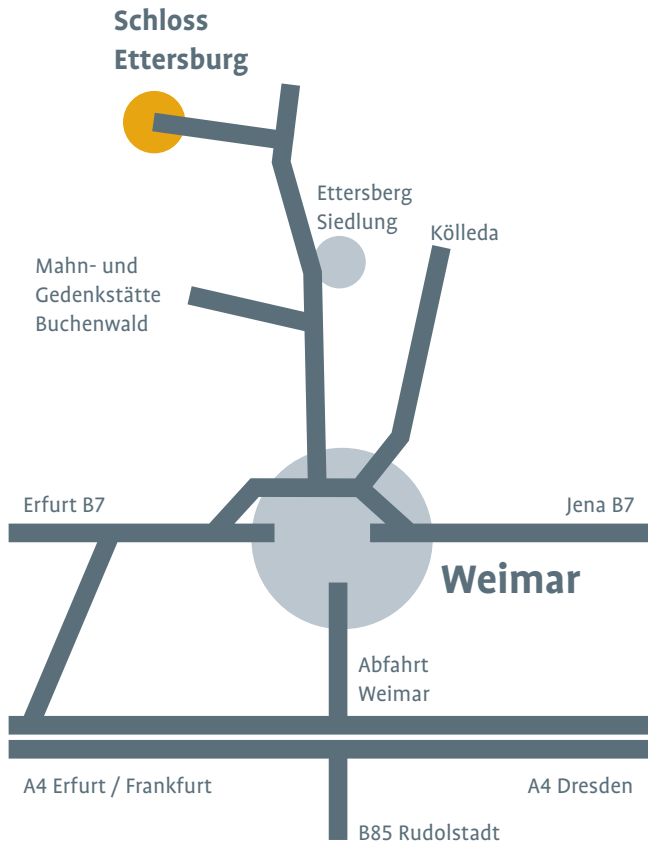 Schloss
Ettersburg
Ettersberg
Siedlung
Kölleda
Mahn- und
Gedenkstätte
Buchenwald
Erfurt B7
Jena B7
Weimar
Abfahrt
Weimar
A4 Erfurt / Frankfurt
A4 Dresden
B85 Rudolstadt